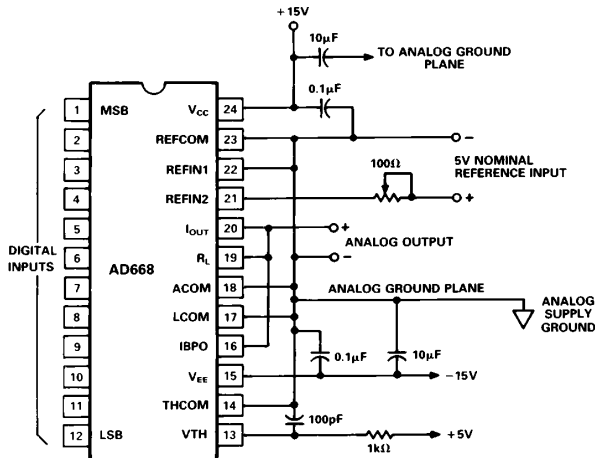 +15V
10µF
TO ANALOG GROUND
PLANE
0.1µF
1 MSB VCC 24
2 REFCOM 23
3 REFIN1 22
4 REFIN2 21
5 IOUT 20
6 RL 19
7 ACOM 18
8 LCOM 17
9 IBPO 16
10 VEE 15
11 THCOM 14
12 LSB VTH 13
DIGITAL
INPUTS
AD668
−
5V NOMINAL
REFERENCE INPUT
100Ω
+
+
ANALOG OUTPUT
−
ANALOG GROUND PLANE
ANALOG
SUPPLY
GROUND
0.1µF
10µF
−15V
100pF
1kΩ
+5V